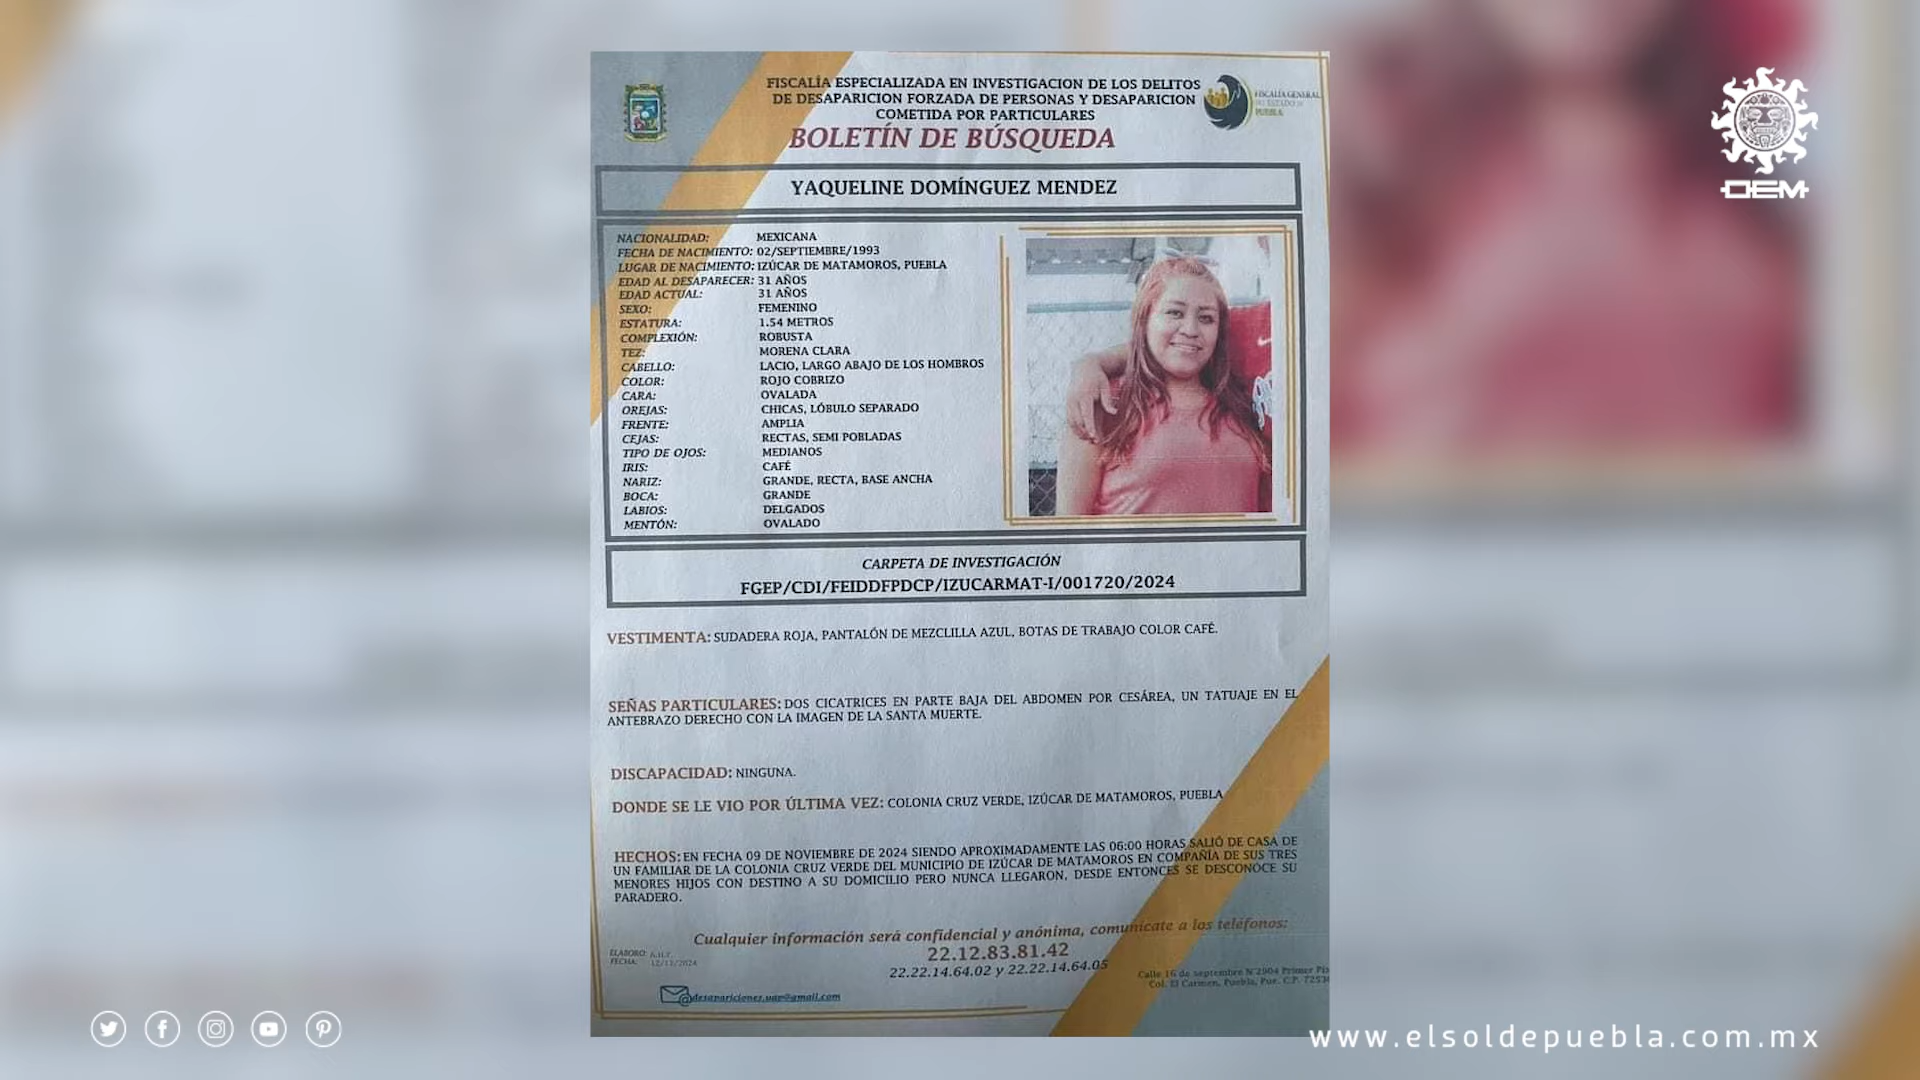 FISCALÍA ESPECIALIZADA EN INVESTIGACION DE LOS DELITOS
DE DESAPARICION FORZADA DE PERSONAS Y DESAPARICION
COMETIDA POR PARTICULARES
BOLETÍN DE BÚSQUEDA
FISCALÍA GENERAL
DEL ESTADO DE
PUEBLA
OEM
YAQUELINE DOMÍNGUEZ MENDEZ
NACIONALIDAD: MEXICANA
FECHA DE NACIMIENTO: 02/SEPTIEMBRE/1993
LUGAR DE NACIMIENTO: IZÚCAR DE MATAMOROS, PUEBLA
EDAD AL DESAPARECER: 31 AÑOS
EDAD ACTUAL: 31 AÑOS
SEXO: FEMENINO
ESTATURA: 1.54 METROS
COMPLEXIÓN: ROBUSTA
TEZ: MORENA CLARA
CABELLO: LACIO, LARGO ABAJO DE LOS HOMBROS
COLOR: ROJO COBRIZO
CARA: OVALADA
OREJAS: CHICAS, LÓBULO SEPARADO
FRENTE: AMPLIA
CEJAS: RECTAS, SEMI POBLADAS
TIPO DE OJOS: MEDIANOS
IRIS: CAFÉ
NARIZ: GRANDE, RECTA, BASE ANCHA
BOCA: GRANDE
LABIOS: DELGADOS
MENTÓN: OVALADO
CARPETA DE INVESTIGACIÓN
FGEP/CDI/FEIDDFPDCP/IZUCARMAT-I/001720/2024
VESTIMENTA: SUDADERA ROJA, PANTALÓN DE MEZCLILLA AZUL, BOTAS DE TRABAJO COLOR CAFÉ.
SEÑAS PARTICULARES: DOS CICATRICES EN PARTE BAJA DEL ABDOMEN POR CESÁREA, UN TATUAJE EN EL
ANTEBRAZO DERECHO CON LA IMAGEN DE LA SANTA MUERTE.
DISCAPACIDAD: NINGUNA.
DONDE SE LE VIO POR ÚLTIMA VEZ: COLONIA CRUZ VERDE, IZÚCAR DE MATAMOROS, PUEBLA
HECHOS: EN FECHA 09 DE NOVIEMBRE DE 2024 SIENDO APROXIMADAMENTE LAS 06:00 HORAS SALIÓ DE CASA DE
UN FAMILIAR DE LA COLONIA CRUZ VERDE DEL MUNICIPIO DE IZÚCAR DE MATAMOROS EN COMPAÑÍA DE SUS TRES
MENORES HIJOS CON DESTINO A SU DOMICILIO PERO NUNCA LLEGARON, DESDE ENTONCES SE DESCONOCE SU
PARADERO.
Cualquier información será confidencial y anónima, comunícate a los teléfonos:
22.12.83.81.42
22.22.14.64.02 y 22.22.14.64.05
ELABORO:
FECHA: 12/11/2024
Calle 16 de septiembre N°2904 Primer
Col. El Carmen, Puebla, Pue. C.P.
@desapariciones.uap@gmail.com
www.elsoldepuebla.com.mx